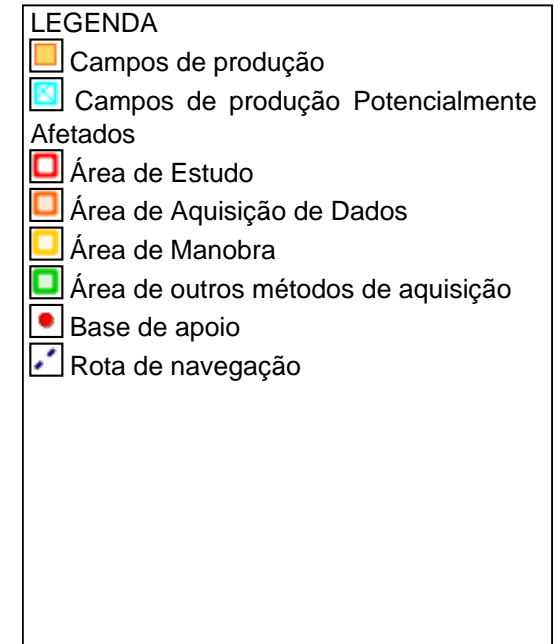 LEGENDA
Campos de produção
Campos de produção Potencialmente
Afetados
Área de Estudo
Área de Aquisição de Dados
Área de Manobra
Área de outros métodos de aquisição
Base de apoio
Rota de navegação